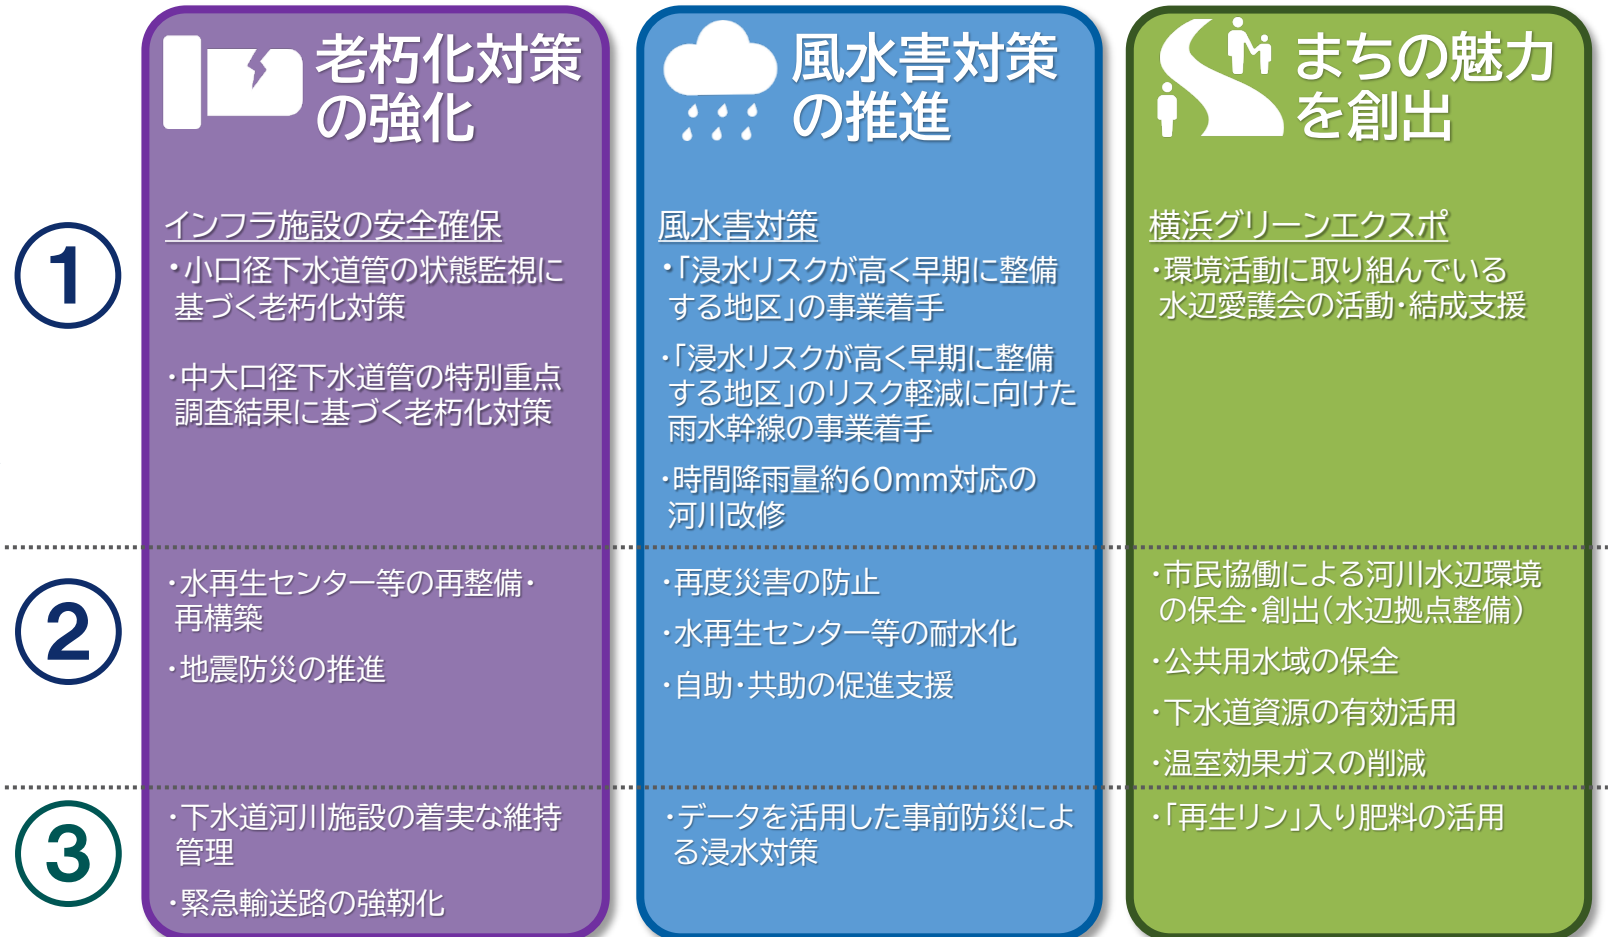 老朽化対策
の強化
風水害対策
の推進
まちの魅力
を創出
1
インフラ施設の安全確保
・小口径下水道管の状態監視に
基づく老朽化対策
・中大口径下水道管の特別重点
調査結果に基づく老朽化対策
風水害対策
・「浸水リスクが高く早期に整備
する地区」の事業着手
・「浸水リスクが高く早期に整備
する地区」のリスク軽減に向けた
雨水幹線の事業着手
・時間降雨量約60mm対応の
河川改修
横浜グリーンエクスポ
・環境活動に取り組んでいる
水辺愛護会の活動・結成支援
2
・水再生センター等の再整備・
再構築
・地震防災の推進
・再度災害の防止
・水再生センター等の耐水化
・自助・共助の促進支援
・市民協働による河川水辺環境
の保全・創出（水辺拠点整備）
・公共用水域の保全
・下水道資源の有効活用
・温室効果ガスの削減
3
・下水道河川施設の着実な維持
管理
・緊急輸送路の強靭化
・データを活用した事前防災によ
る浸水対策
・「再生リン」入り肥料の活用